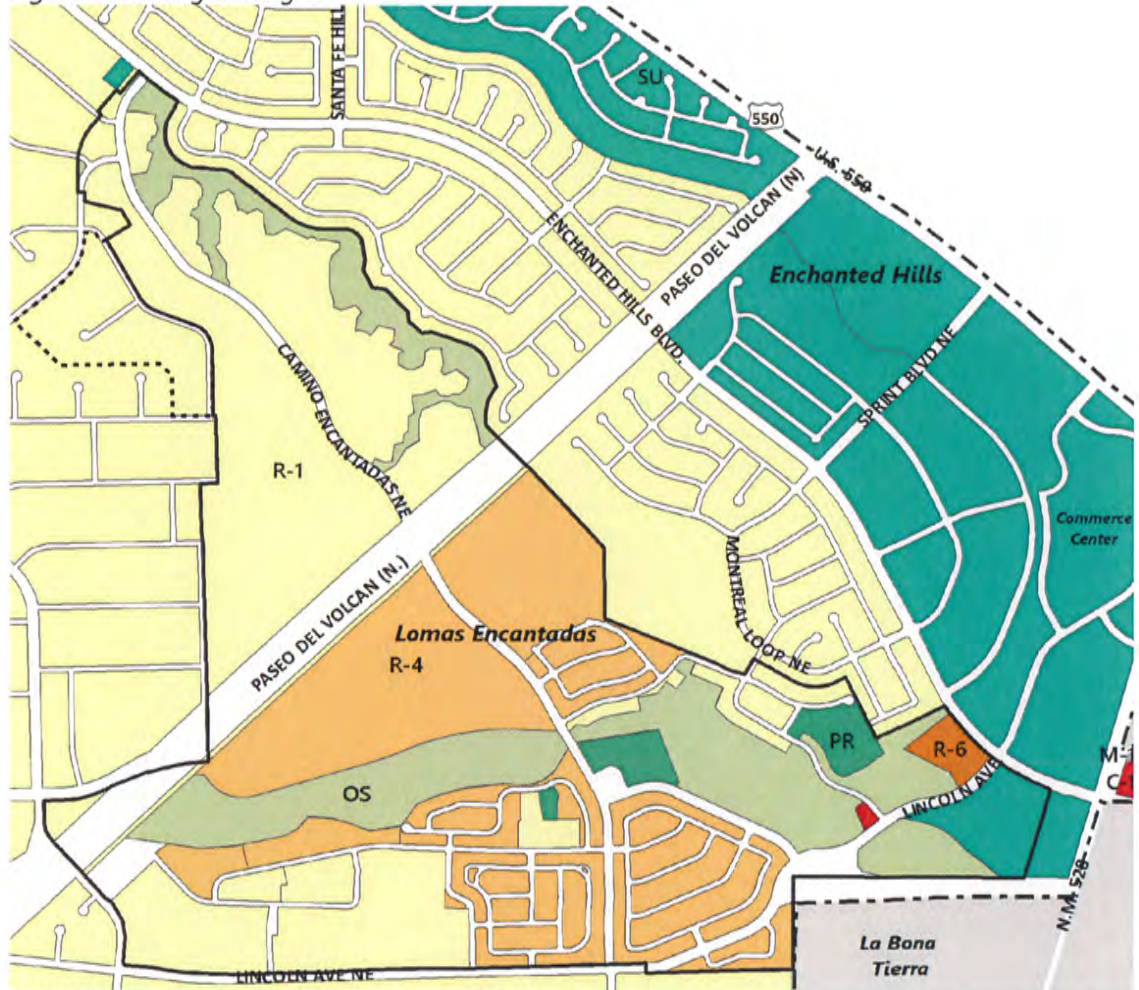 SANTA FE HILL
SU
550
U.S. 550
PASEO DEL VOLCAN (N)
ENCHANTED HILLS BLVD.
Enchanted Hills
SPRINT BLVD NE
CAMINO ENCANTADAS NE
R-1
Commerce
Center
MONTREAL LOOP NE
PASEO DEL VOLCAN (N.)
Lomas Encantadas
R-4
PR
R-6
OS
LINCOLN AVE
N.M. 528
La Bona
Tierra
LINCOLN AVE NE